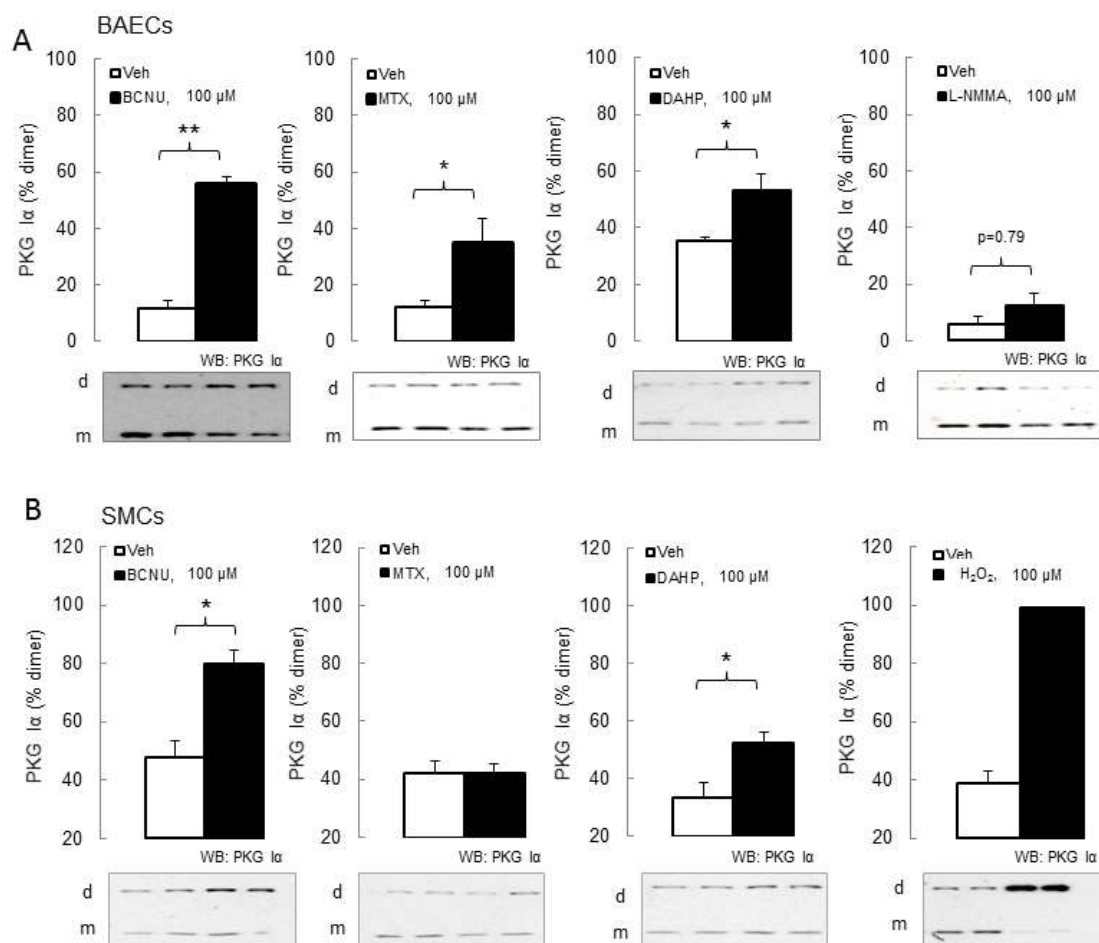 A
BAECs
100
80
60
40
20
0
PKG Iα (% dimer)
Veh
BCNU, 100 µM
**
WB: PKG Iα
d
m
100
80
60
40
20
0
PKG Iα (% dimer)
Veh
MTX, 100 µM
*
WB: PKG Iα
100
80
60
40
20
0
PKG Iα (% dimer)
Veh
DAHP, 100 µM
*
WB: PKG Iα
d
m
100
80
60
40
20
0
PKG Iα (% dimer)
Veh
L-NMMA, 100 µM
p=0.79
WB: PKG Iα
d
m
B
SMCs
120
100
80
60
40
20
PKG Iα (% dimer)
Veh
BCNU, 100 µM
*
WB: PKG Iα
d
m
120
100
80
60
40
20
PKG Iα (% dimer)
Veh
MTX, 100 µM
WB: PKG Iα
d
m
120
100
80
60
40
20
PKG Iα (% dimer)
Veh
DAHP, 100 µM
*
WB: PKG Iα
d
m
120
100
80
60
40
20
PKG Iα (% dimer)
Veh
H₂O₂, 100 µM
WB: PKG Iα
d
m